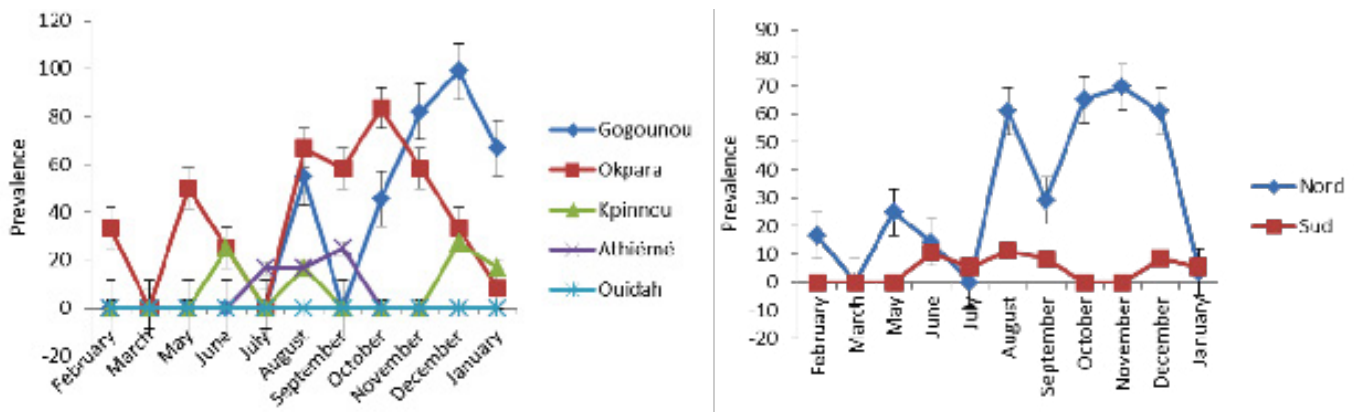 120
100
80
60
40
20
0
-20
Prevalence
February
March
May
June
July
August
September
October
November
December
January
Gogounou
Okpara
Kpinnou
Athiémé
Ouidah
90
80
70
60
50
40
30
20
10
0
-10
-20
Prevalence
February
March
May
June
July
August
September
October
November
December
January
Nord
Sud